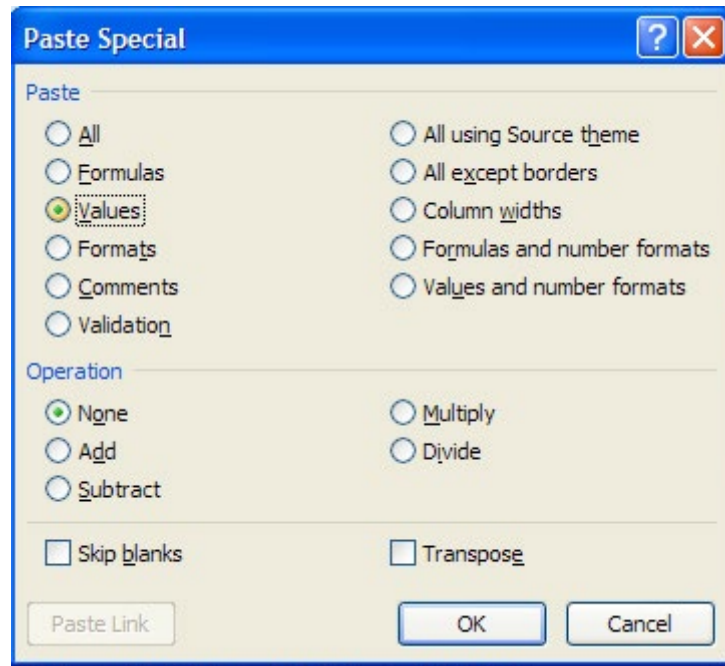 Paste Special
Paste
All
Formulas
Values
Formats
Comments
Validation
All using Source theme
All except borders
Column widths
Formulas and number formats
Values and number formats
Operation
None
Add
Subtract
Multiply
Divide
Skip blanks
Transpose
Paste Link
OK
Cancel